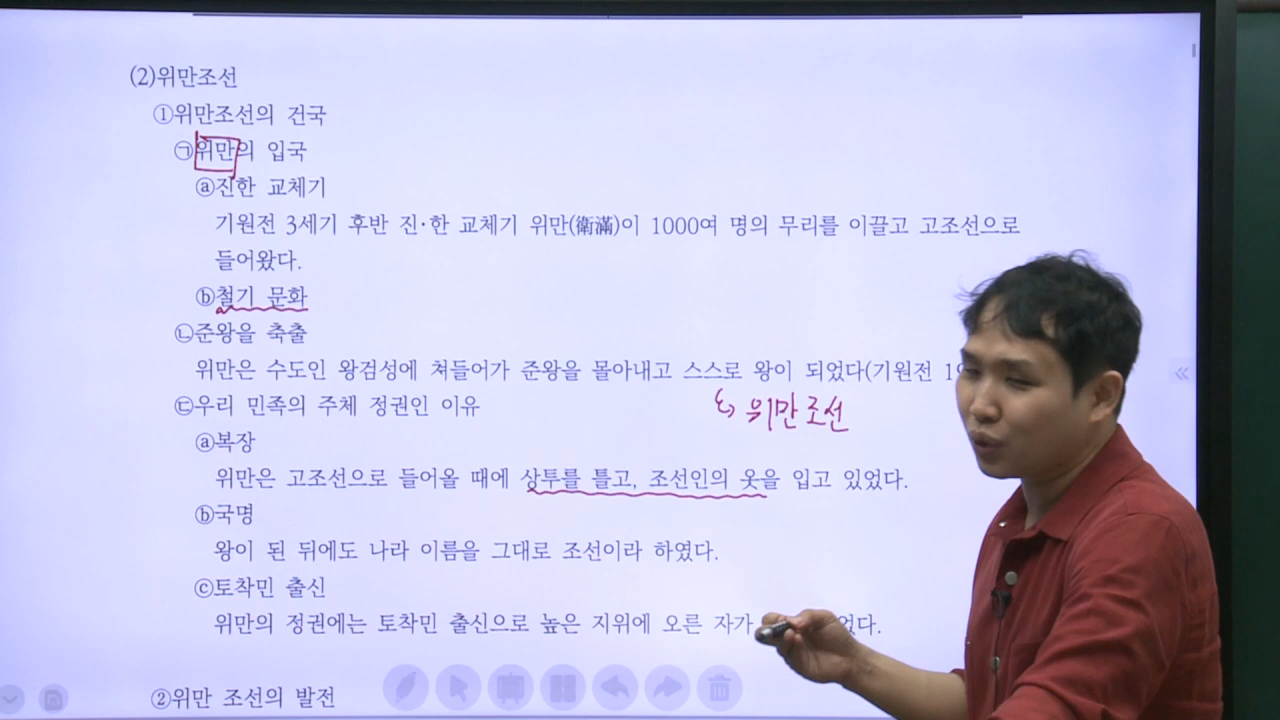 (2)위만조선
①위만조선의 건국
㉠위만의 입국
ⓐ진한 교체기
기원전 3세기 후반 진·한 교체기 위만(衛滿)이 1000여 명의 무리를 이끌고 고조선으로
들어왔다.
ⓑ철기 문화
㉡준왕을 축출
위만은 수도인 왕검성에 쳐들어가 준왕을 몰아내고 스스로 왕이 되었다(기원전
㉢우리 민족의 주체 정권인 이유
위만조선
ⓐ복장
위만은 고조선으로 들어올 때에 상투를 틀고, 조선인의 옷을 입고 있었다.
ⓑ국명
왕이 된 뒤에도 나라 이름을 그대로 조선이라 하였다.
ⓒ토착민 출신
위만의 정권에는 토착민 출신으로 높은 지위에 오른 자가
②위만 조선의 발전